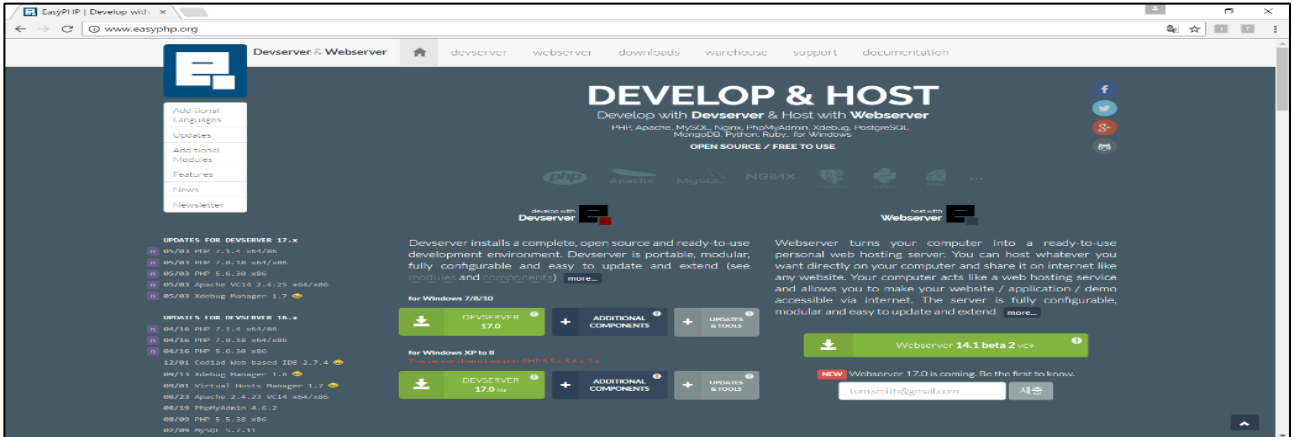 EasyPHP | Develop with
www.easyphp.org
Devserver & Webserver
devserver webserver downloads warehouse support documentation
Additional
Languages
Updates
Additional
Modules
Features
News
Newsletter
DEVELOP & HOST
Develop with Devserver & Host with Webserver
PHP, Apache, MySQL, Nginx, PhpMyAdmin, Xdebug, PostgreSQL,
MongoDB, Python, Ruby, for Windows
OPEN SOURCE / FREE TO USE
php Apache MySQL NGINX ...
develop with
Devserver
host with
Webserver
UPDATES FOR DEVSERVER 17.x
n 05/03 PHP 7.1.4 x64/x86
n 05/03 PHP 7.0.18 x64/x86
n 05/03 PHP 5.6.30 x86
n 05/03 Apache VC14 2.4.25 x64/x86
n 05/03 Xdebug Manager 1.7
UPDATES FOR DEVSERVER 16.x
n 04/16 PHP 7.1.4 x64/x86
n 04/16 PHP 7.0.18 x64/x86
n 04/16 PHP 5.6.30 x86
12/01 Codiad Web based IDE 2.7.4
09/13 Xdebug Manager 1.6
09/01 Virtual Hosts Manager 1.7
08/23 Apache 2.4.23 VC14 x64/x86
08/19 PhpMyAdmin 4.6.2
08/09 PHP 5.5.38 x86
MySQL 5.7.11
Devserver installs a complete, open source and ready-to-use
development environment. Devserver is portable, modular,
fully configurable and easy to update and extend (see
modules and components) more...
for Windows 7/8/10
DEVSERVER
17.0
+ ADDITIONAL
COMPONENTS
+ UPDATES
& TOOLS
for Windows XP to 8
DEVSERVER
17.0
+ ADDITIONAL
COMPONENTS
+ UPDATES
& TOOLS
Webserver turns your computer into a ready-to-use
personal web hosting server. You can host whatever you
want directly on your computer and share it on internet like
any website. Your computer acts like a web hosting service
and allows you to make your website / application / demo
accessible via internet. The server is fully configurable,
modular and easy to update and extend more...
Webserver 14.1 beta 2
NEW Webserver 17.0 is coming. Be the first to know.
tom.smith@gmail.com
제출